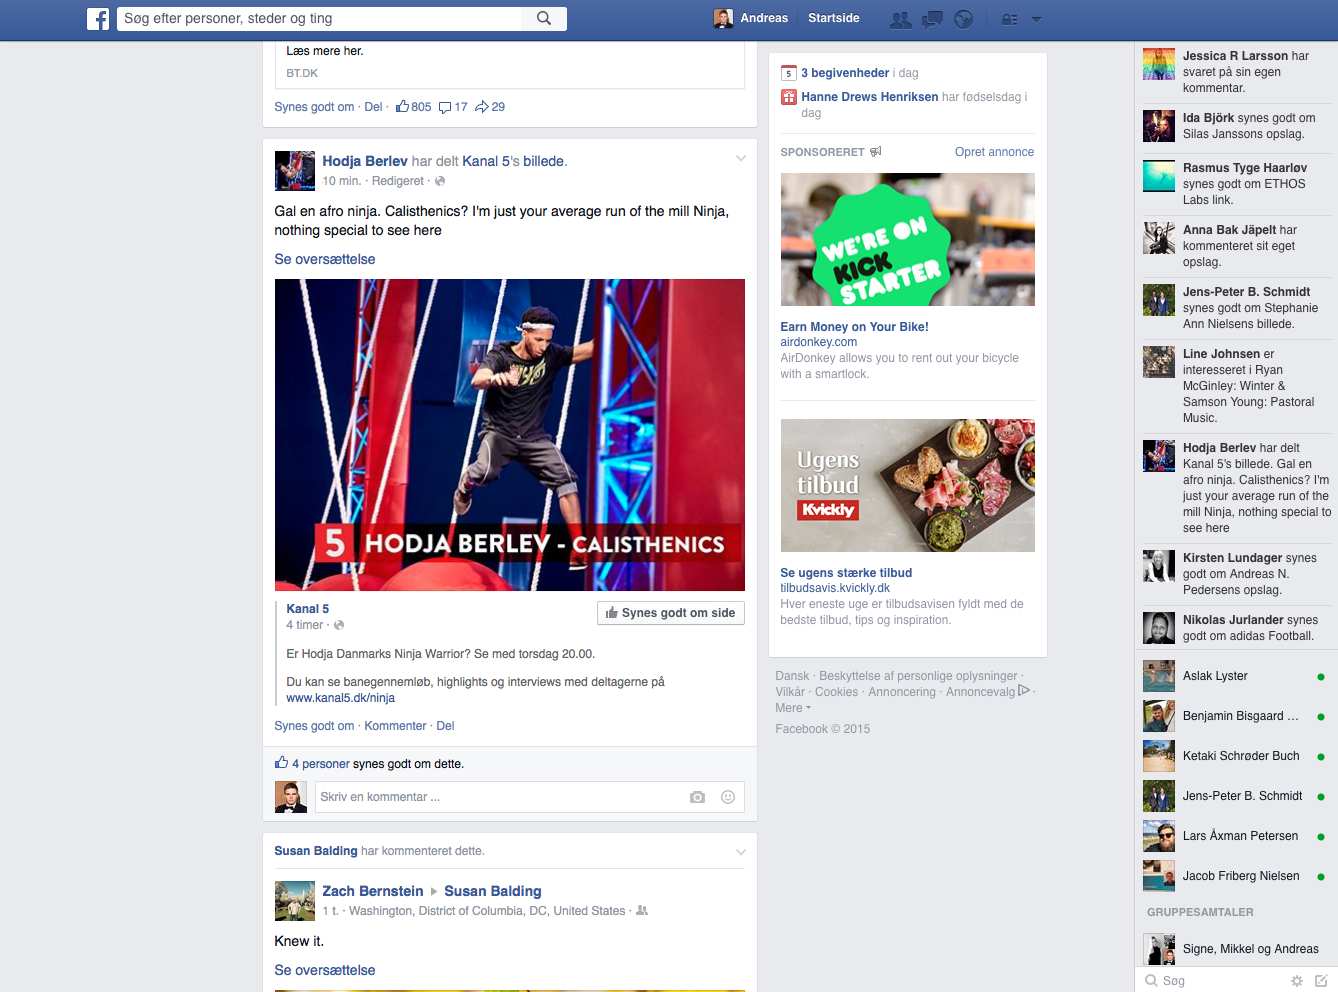 Søg efter personer, steder og ting
Andreas
Startside
Læs mere her.
BT.DK
Synes godt om · Del · 805 17 29
Hodja Berlev har delt Kanal 5's billede.
10 min. · Redigeret ·
Gal en afro ninja. Calisthenics? I'm just your average run of the mill Ninja,
nothing special to see here
Se oversættelse
5 HODJA BERLEV - CALISTHENICS
Kanal 5
4 timer ·
Synes godt om side
Er Hodja Danmarks Ninja Warrior? Se med torsdag 20.00.
Du kan se banegennemløb, highlights og interviews med deltagerne på
www.kanal5.dk/ninja
Synes godt om · Kommenter · Del
4 personer synes godt om dette.
Skriv en kommentar ...
Susan Balding har kommenteret dette.
Zach Bernstein ▸ Susan Balding
1 t. · Washington, District of Columbia, DC, United States ·
Knew it.
Se oversættelse
5
3 begivenheder i dag
Hanne Drews Henriksen har fødselsdag i
dag
SPONSORERET
Opret annonce
WE'RE ON
KICK
STARTER
Earn Money on Your Bike!
airdonkey.com
AirDonkey allows you to rent out your bicycle
with a smartlock.
Ugens
tilbud
Kvickly
Se ugens stærke tilbud
tilbudsavis.kvickly.dk
Hver eneste uge er tilbudsavisen fyldt med de
bedste tilbud, tips og inspiration.
Dansk · Beskyttelse af personlige oplysninger ·
Vilkår · Cookies · Annoncering · Annoncevalg ·
Mere
Facebook © 2015
Jessica R Larsson har
svaret på sin egen
kommentar.
Ida Björk synes godt om
Silas Janssons opslag.
Rasmus Tyge Haarløv
synes godt om ETHOS
Labs link.
Anna Bak Jäpelt har
kommenteret sit eget
opslag.
Jens-Peter B. Schmidt
synes godt om Stephanie
Ann Nielsens billede.
Line Johnsen er
interesseret i Ryan
McGinley: Winter &
Samson Young: Pastoral
Music.
Hodja Berlev har delt
Kanal 5's billede. Gal en
afro ninja. Calisthenics? I'm
just your average run of the
mill Ninja, nothing special to
see here
Kirsten Lundager synes
godt om Andreas N.
Pedersens opslag.
Nikolas Jurlander synes
godt om adidas Football.
Aslak Lyster
Benjamin Bisgaard ...
Ketaki Schrøder Buch
Jens-Peter B. Schmidt
Lars Åxman Petersen
Jacob Friberg Nielsen
GRUPPESAMTALER
Signe, Mikkel og Andreas
Søg